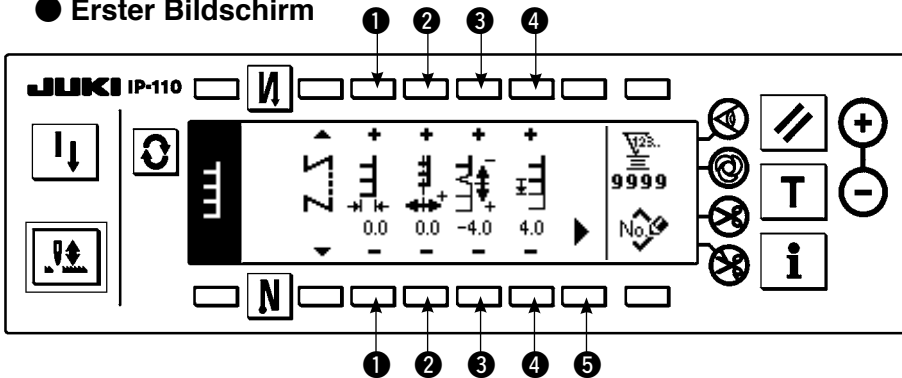 ● Erster Bildschirm
❶ ❷ ❸ ❹
JUKI IP-110
N
+ + + +
123..
9999
- +
+ +
0.0 0.0 -4.0 4.0
No.
− − − −
T
i
+
−
N
❶ ❷ ❸ ❹ ❺